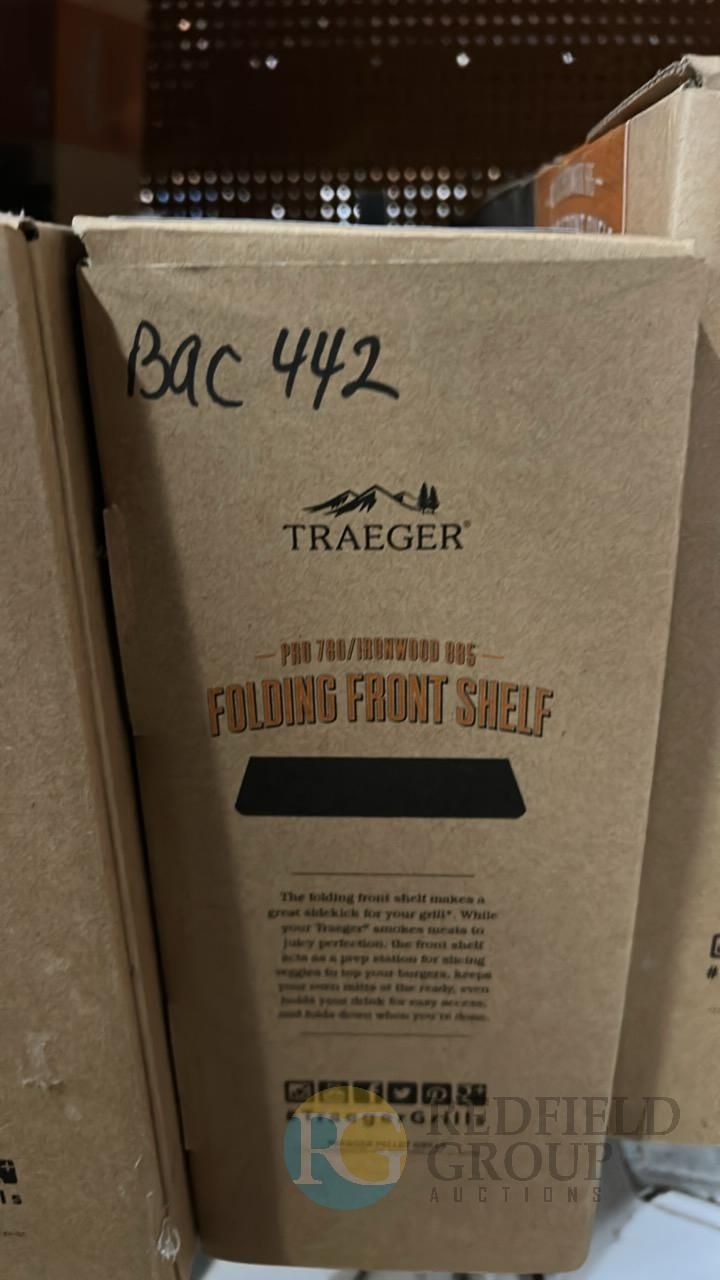 Bac 442
TRAEGER®
PRO 780/IRONWOOD 885
FOLDING FRONT SHELF
The folding front shelf makes a
great sidekick for your grill*. While
your Traeger® smokes meats to
juicy perfection, the front shelf
acts as a prep station for slicing
veggies to top your burgers, keeps
your oven mitts at the ready, even
holds your drink for easy access,
and folds down when you're done.
#TraegerGrills
RG REDFIELD
GROUP
AUCTIONS
ls
#